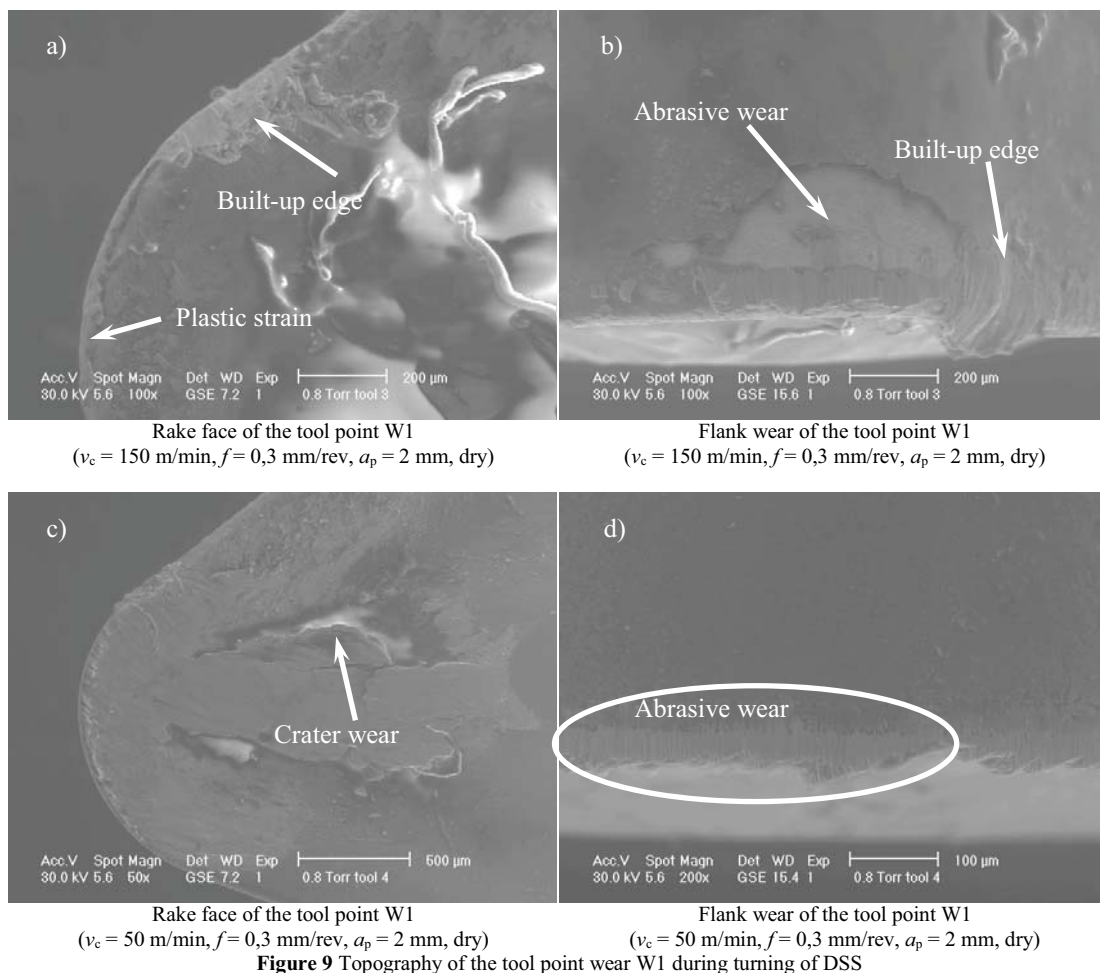 a)
Built-up edge
Plastic strain
Acc.V Spot Magn Det WD Exp 200 μm
30.0 kV 5.6 100x GSE 7.2 1 0.8 Torr tool 3
b)
Abrasive wear
Built-up edge
Acc.V Spot Magn Det WD Exp 200 μm
30.0 kV 5.6 100x GSE 15.6 1 0.8 Torr tool 3
Rake face of the tool point W1
(vc = 150 m/min, f = 0,3 mm/rev, ap = 2 mm, dry)
Flank wear of the tool point W1
(vc = 150 m/min, f = 0,3 mm/rev, ap = 2 mm, dry)
c)
Crater wear
Acc.V Spot Magn Det WD Exp 500 μm
30.0 kV 5.6 50x GSE 7.2 1 0.8 Torr tool 4
d)
Abrasive wear
Acc.V Spot Magn Det WD Exp 100 μm
30.0 kV 5.6 200x GSE 15.4 1 0.8 Torr tool 4
Rake face of the tool point W1
(vc = 50 m/min, f = 0,3 mm/rev, ap = 2 mm, dry)
Flank wear of the tool point W1
(vc = 50 m/min, f = 0,3 mm/rev, ap = 2 mm, dry)
Figure 9 Topography of the tool point wear W1 during turning of DSS